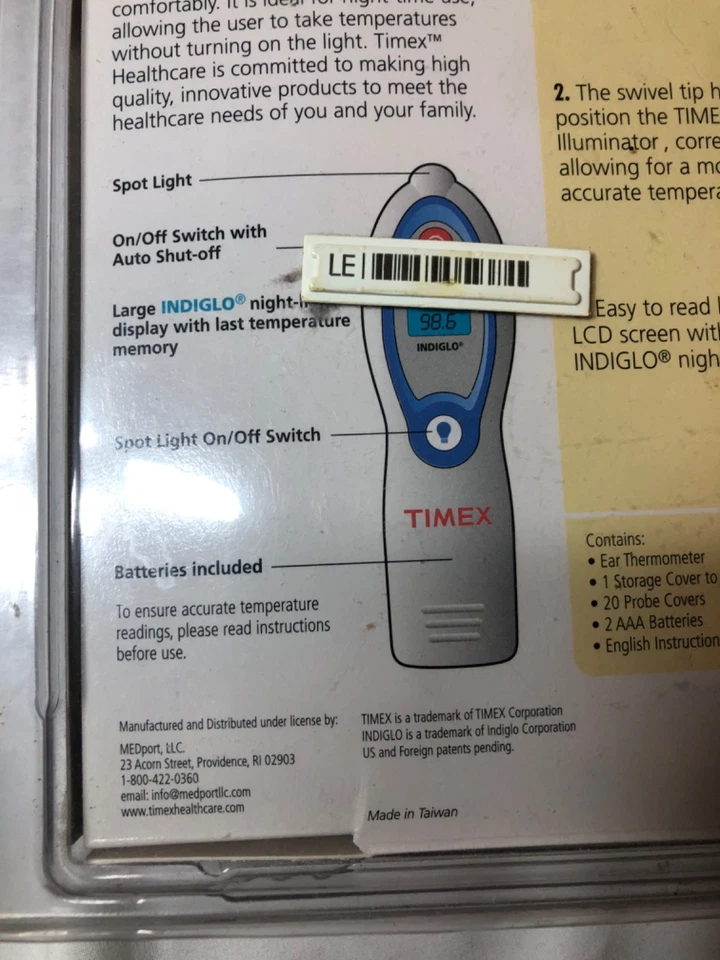 comfortably. It is ideal for night-time use,
allowing the user to take temperatures
without turning on the light. Timex™
Healthcare is committed to making high
quality, innovative products to meet the
healthcare needs of you and your family.
Spot Light
On/Off Switch with
Auto Shut-off
Large INDIGLO® night-
display with last temperature
memory
Spot Light On/Off Switch
Batteries included
To ensure accurate temperature
readings, please read instructions
before use.
LE
98.6
INDIGLO®
TIMEX
2. The swivel tip h
position the TIME
Illuminator, corre
allowing for a mo
accurate tempera
Easy to read
LCD screen with
INDIGLO® nigh
Contains:
• Ear Thermometer
• 1 Storage Cover to
• 20 Probe Covers
• 2 AAA Batteries
• English Instruction
Manufactured and Distributed under license by:
MEDport, LLC.
23 Acorn Street, Providence, RI 02903
1-800-422-0360
email: info@medportllc.com
www.timexhealthcare.com
TIMEX is a trademark of TIMEX Corporation
INDIGLO is a trademark of Indiglo Corporation
US and Foreign patents pending.
Made in Taiwan